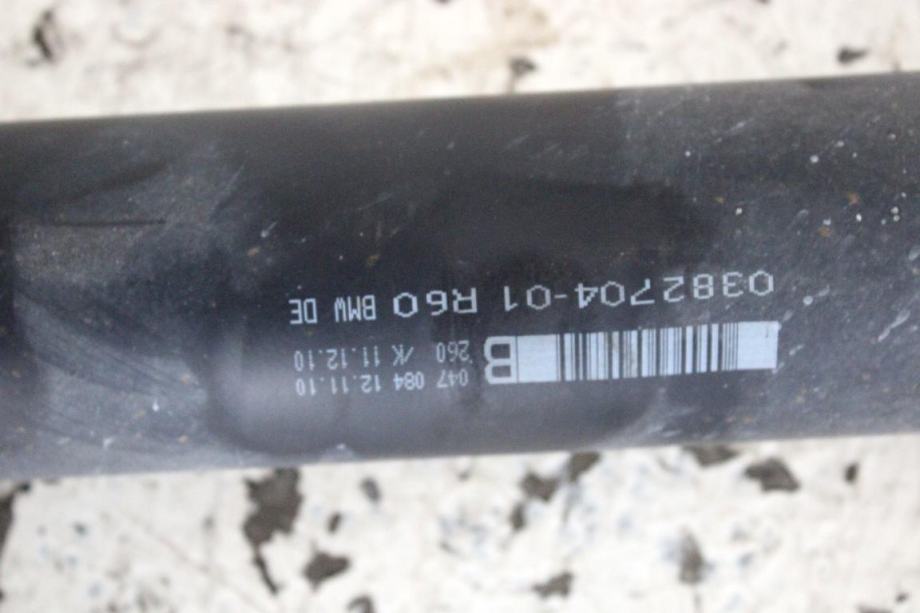 B 047 084 12.11.10
260 /K 11.12.10
0382704-01 R60 BMW DE